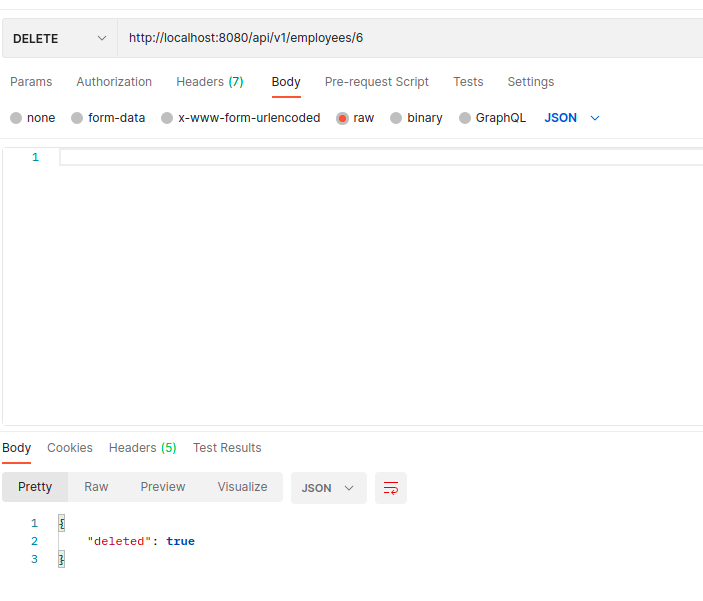 DELETE http://localhost:8080/api/v1/employees/6
Params Authorization Headers (7) Body Pre-request Script Tests Settings
none form-data x-www-form-urlencoded raw binary GraphQL JSON
1
Body Cookies Headers (5) Test Results
Pretty Raw Preview Visualize JSON
1 {
2 "deleted": true
3 }